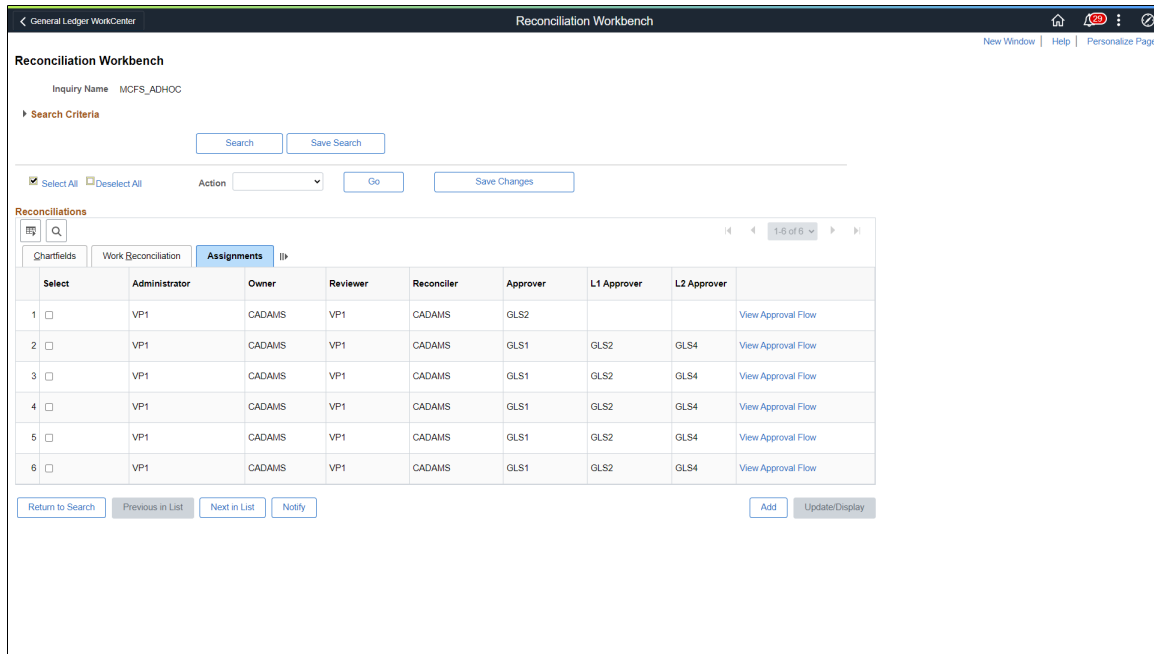 General Ledger WorkCenter Reconciliation Workbench 29
New Window Help Personalize Page
Reconciliation Workbench
Inquiry Name MCFS_ADHOC
Search Criteria
Search Save Search
Select All Deselect All Action Go Save Changes
Reconciliations
1-6 of 6
Chartfields Work Reconciliation Assignments
Select Administrator Owner Reviewer Reconciler Approver L1 Approver L2 Approver
1 VP1 CADAMS VP1 CADAMS GLS2 View Approval Flow
2 VP1 CADAMS VP1 CADAMS GLS1 GLS2 GLS4 View Approval Flow
3 VP1 CADAMS VP1 CADAMS GLS1 GLS2 GLS4 View Approval Flow
4 VP1 CADAMS VP1 CADAMS GLS1 GLS2 GLS4 View Approval Flow
5 VP1 CADAMS VP1 CADAMS GLS1 GLS2 GLS4 View Approval Flow
6 VP1 CADAMS VP1 CADAMS GLS1 GLS2 GLS4 View Approval Flow
Return to Search Previous in List Next in List Notify Add Update/Display